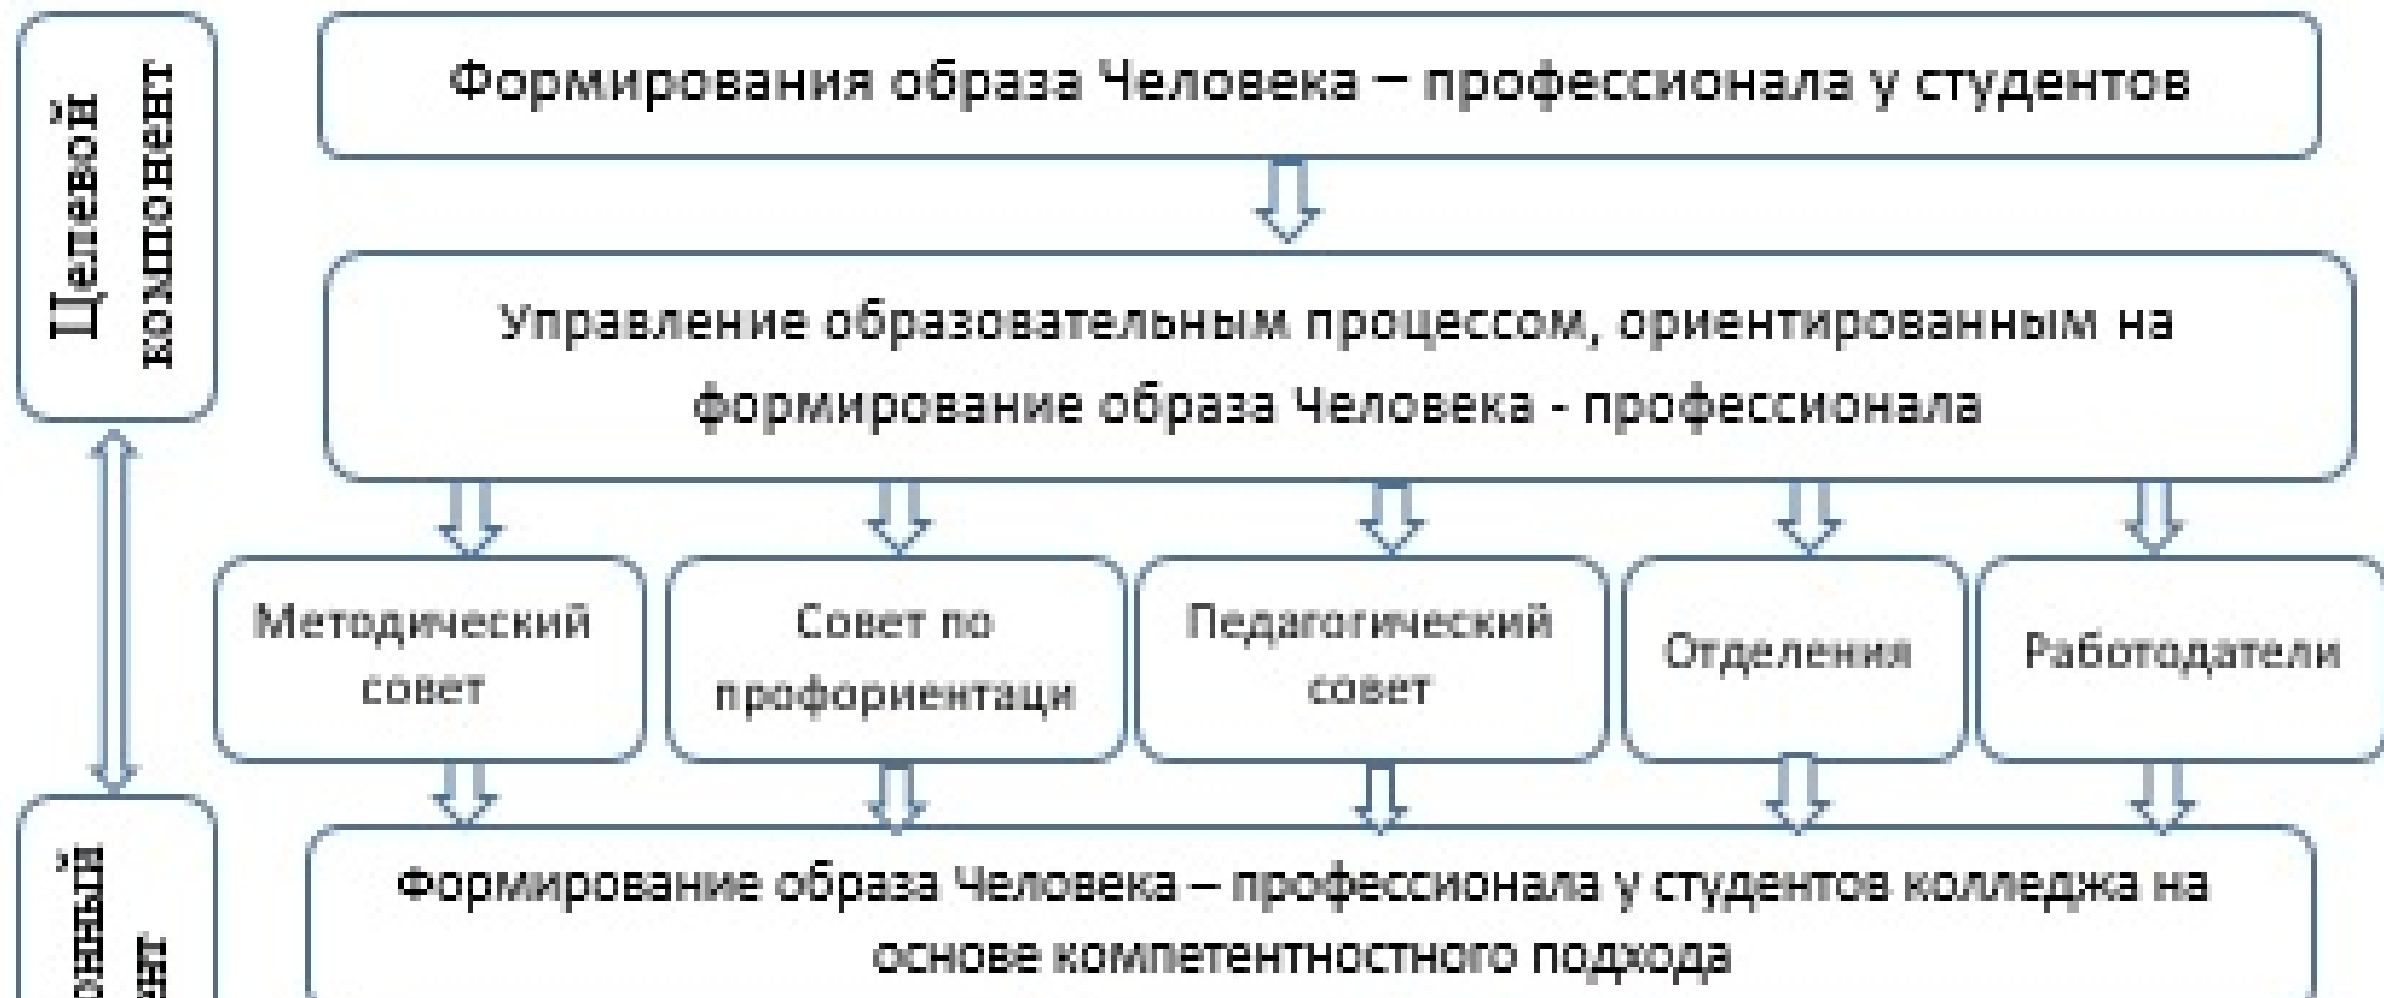 Целевой
компонент
Формирования образа Человека – профессионала у студентов
Управление образовательным процессом, ориентированным на
формирование образа Человека - профессионала
Методический
совет
Совет по
профориентаци
Педагогический
совет
Отделения
Работодатели
Формирование образа Человека – профессионала у студентов колледжа на
основе компетентностного подхода